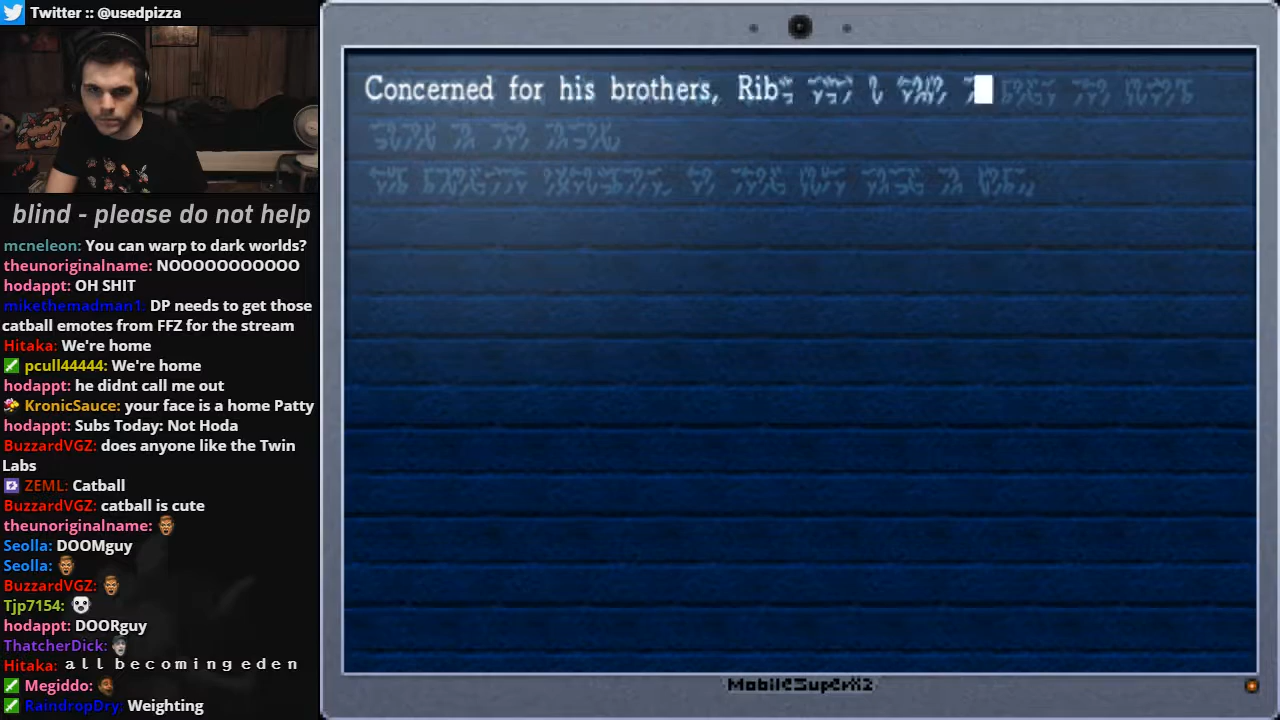 Twitter :: @usedpizza
blind - please do not help
mcneleon: You can warp to dark worlds?
theunoriginalname: NOOOOOOOOOO
hodappt: OH SHIT
mikethemadman1: DP needs to get those
catball emotes from FFZ for the stream
Hitaka: We're home
pcull44444: We're home
hodappt: he didnt call me out
KronicSauce: your face is a home Patty
hodappt: Subs Today: Not Hoda
BuzzardVGZ: does anyone like the Twin
Labs
ZEML: Catball
BuzzardVGZ: catball is cute
theunoriginalname:
Seolla: DOOMguy
Seolla:
BuzzardVGZ:
Tjp7154:
hodappt: DOORguy
ThatcherDick:
Hitaka: a l l b e c o m i n g e d e n
Megiddo:
RaindropDry: Weighting
Concerned for his brothers, Rib
MobileSuperX2